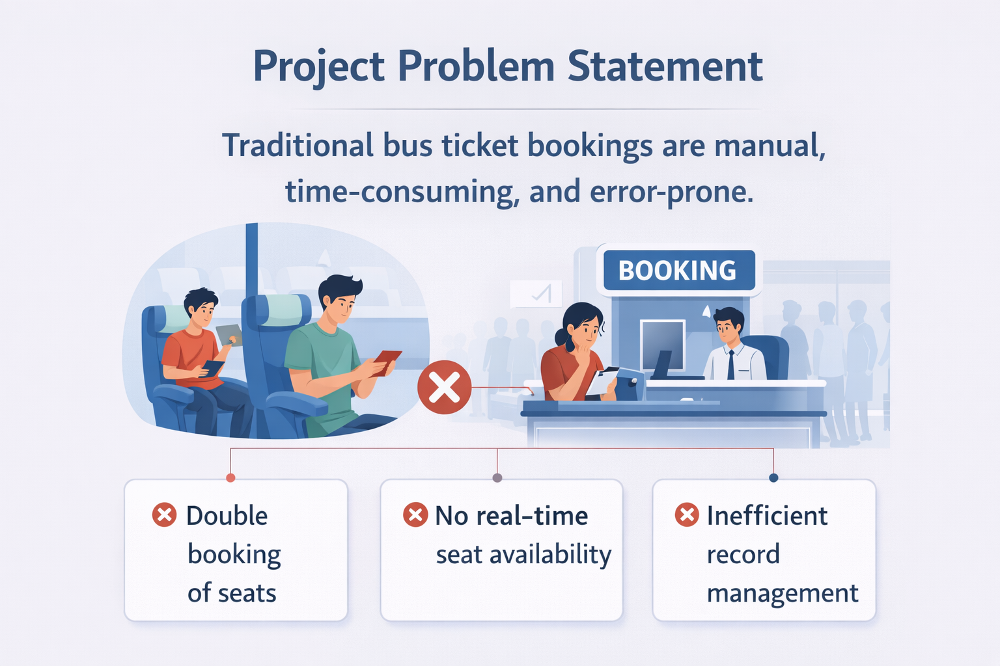 Project Problem Statement
Traditional bus ticket bookings are manual,
time-consuming, and error-prone.
BOOKING
Double
booking
of seats
No real-time
seat availability
Inefficient
record
management